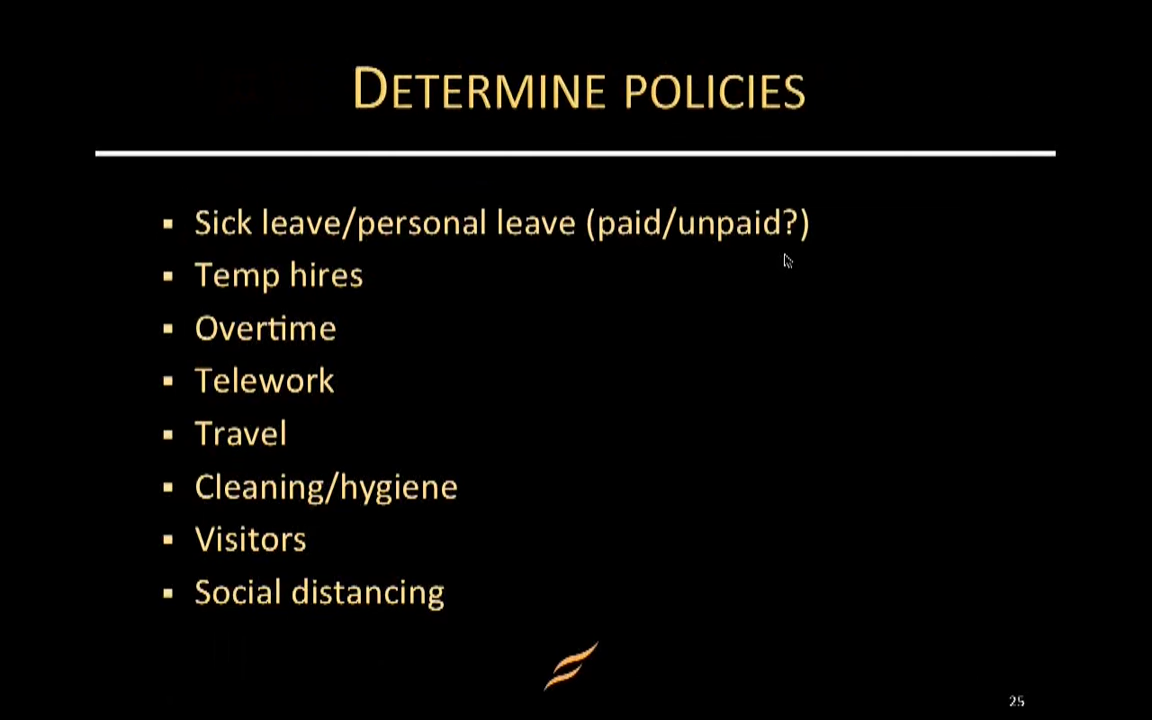 DETERMINE POLICIES
▪ Sick leave/personal leave (paid/unpaid?)
▪ Temp hires
▪ Overtime
▪ Telework
▪ Travel
▪ Cleaning/hygiene
▪ Visitors
▪ Social distancing
25